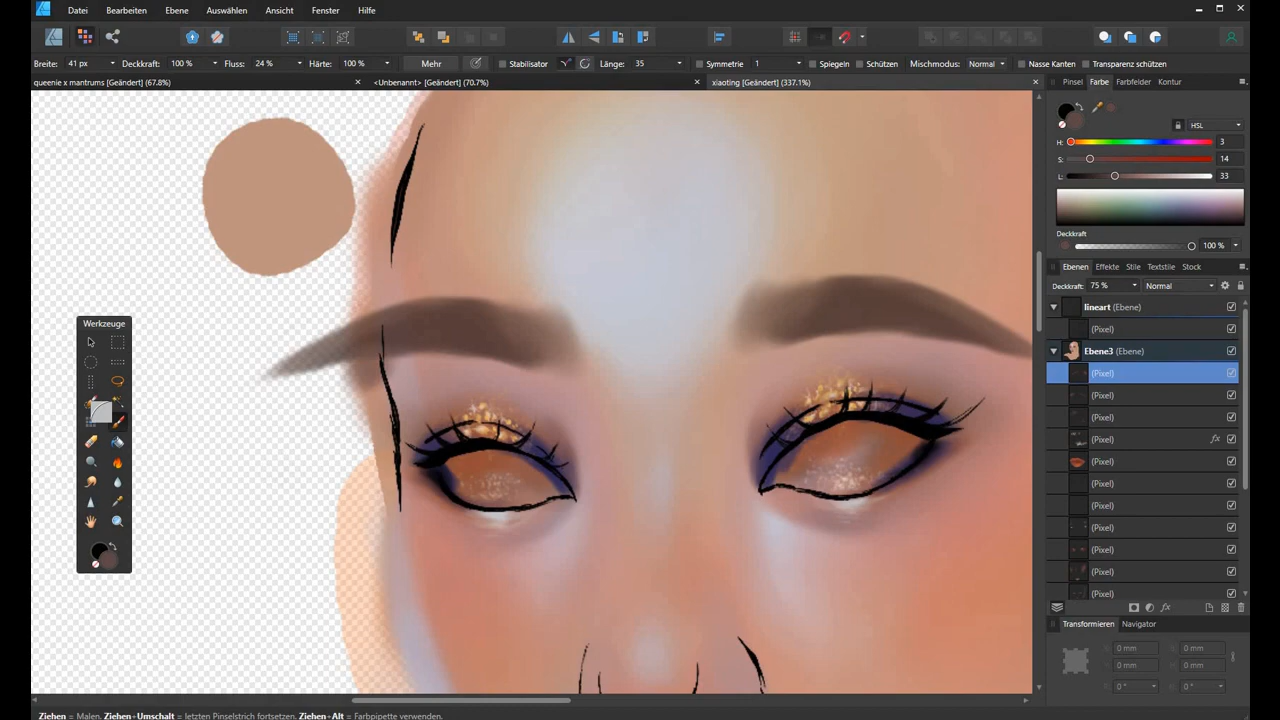 Datei Bearbeiten Ebene Auswählen Ansicht Fenster Hilfe
Breite: 41 px Deckkraft: 100 % Fluss: 24 % Härte: 100 % Mehr Stabilisator Länge: 35 Symmetrie 1 Spiegeln Schützen Mischmodus: Normal Nasse Kanten Transparenz schützen
queenie x mantrums [Geändert] (67.8%) × <Unbenannt> [Geändert] (70.7%) × xiaoting [Geändert] (337.1%) ×
Pinsel Farbe Farbfelder Kontur
HSL
H: 3
S: 14
L: 33
Deckkraft
100 %
Ebenen Effekte Stile Textstile Stock
Deckkraft: 75 % Normal
lineart (Ebene)
(Pixel)
Ebene3 (Ebene)
(Pixel)
(Pixel)
(Pixel)
(Pixel) fx
(Pixel)
(Pixel)
(Pixel)
(Pixel)
(Pixel)
(Pixel)
(Pixel)
fx
Transformieren Navigator
X: 0 mm X: 0 mm
Y: 0 mm Y: 0 mm
0 ° 0 °
Werkzeuge
Ziehen = Malen. Ziehen+Umschalt = letzten Pinselstrich fortsetzen. Ziehen+Alt = Farbpipette verwenden.